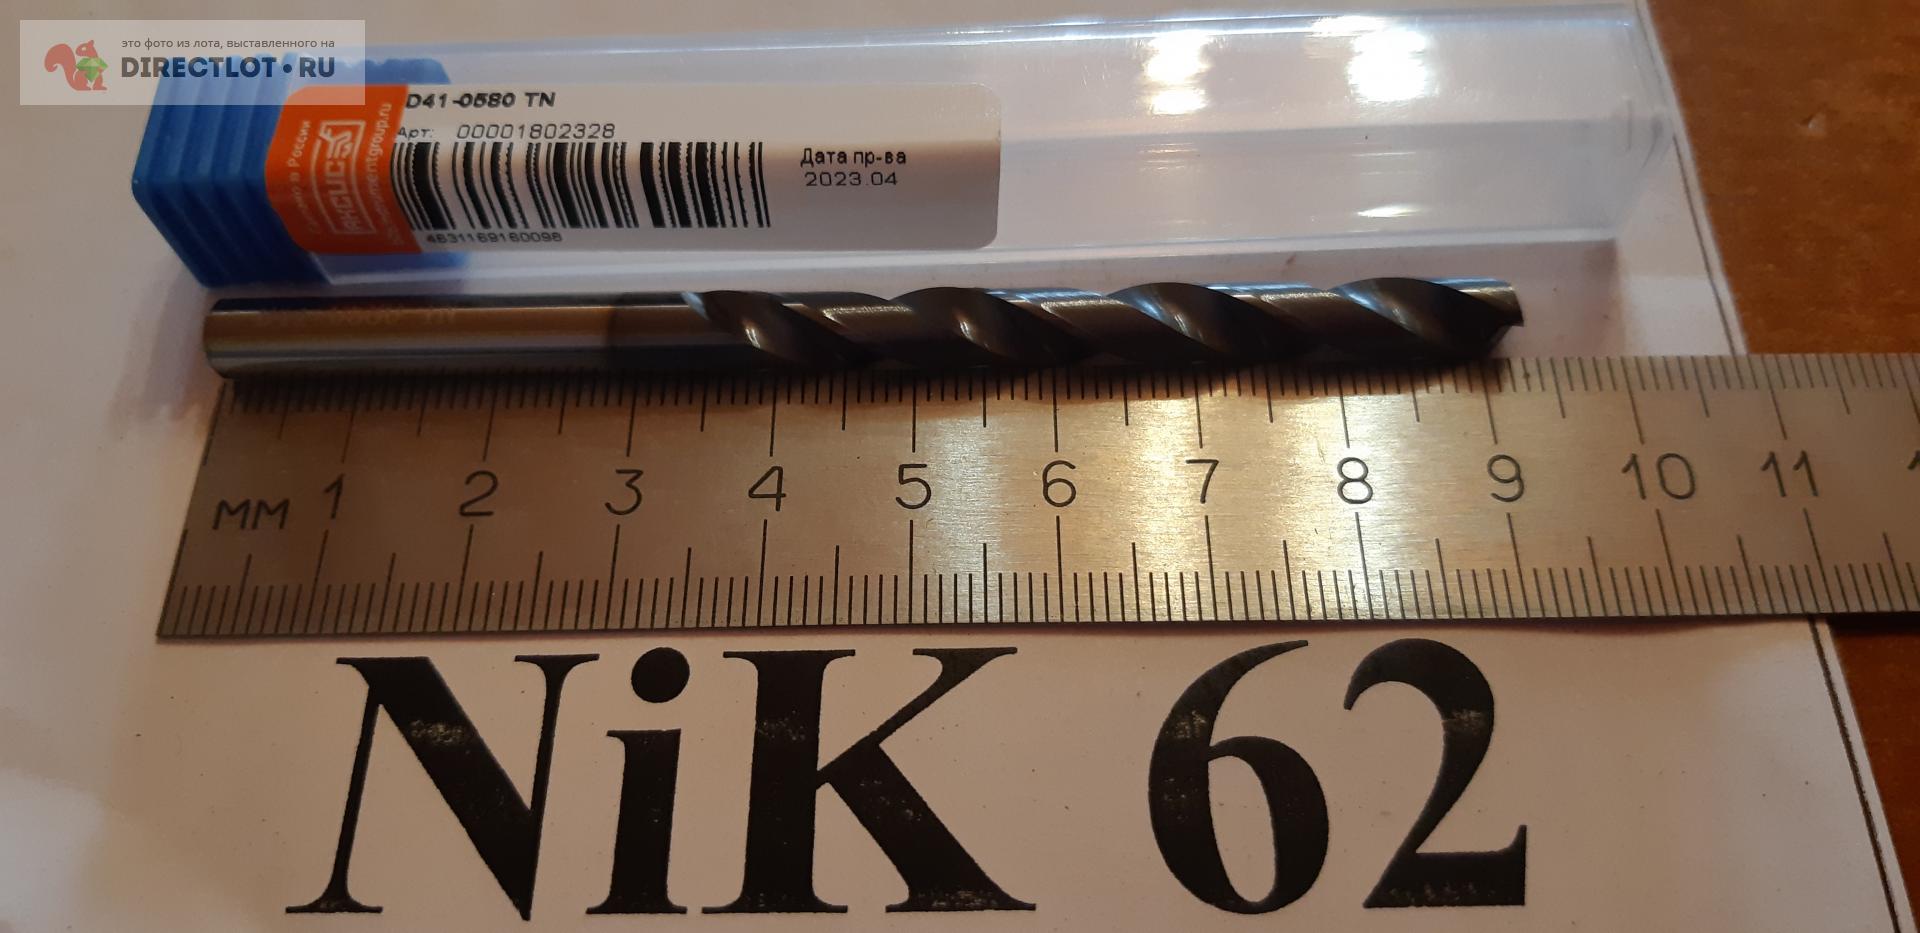 это фото из лота, выставленного на
DIRECTLOT•RU
D41-0580 TN
Арт: 00001802328
Дата пр-ва
2023.04
4631169160098
мм 1 2 3 4 5 6 7 8 9 10 11
NiK 62